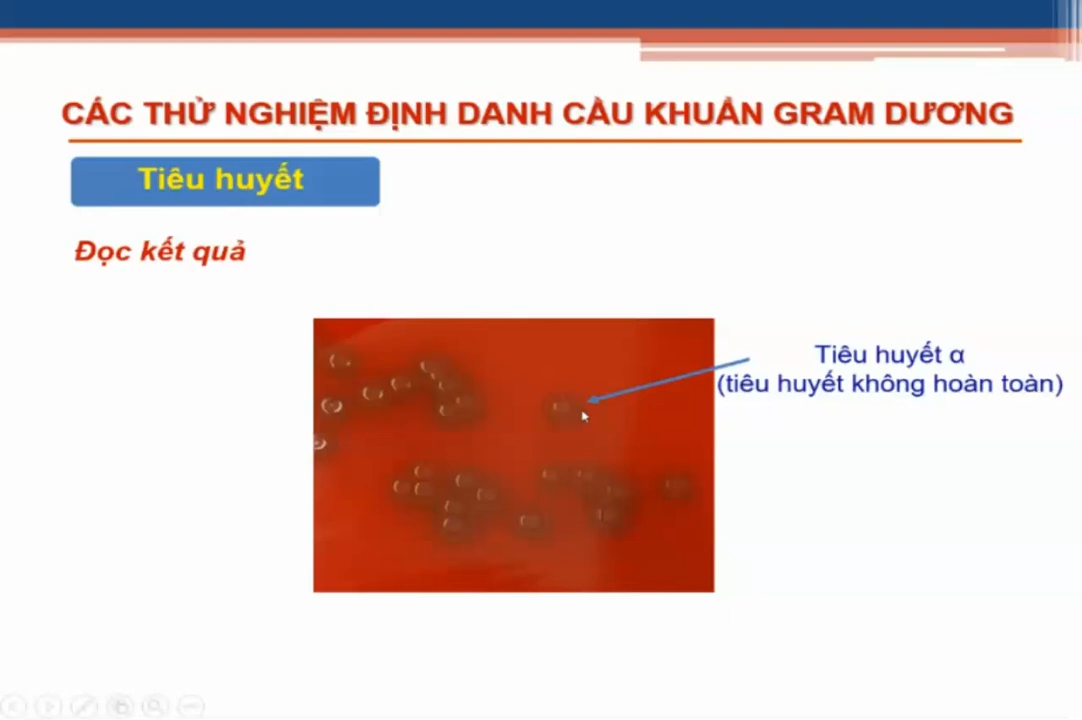 CÁC THỬ NGHIỆM ĐỊNH DANH CẦU KHUẨN GRAM DƯƠNG
Tiêu huyết
Đọc kết quả
Tiêu huyết α
(tiêu huyết không hoàn toàn)